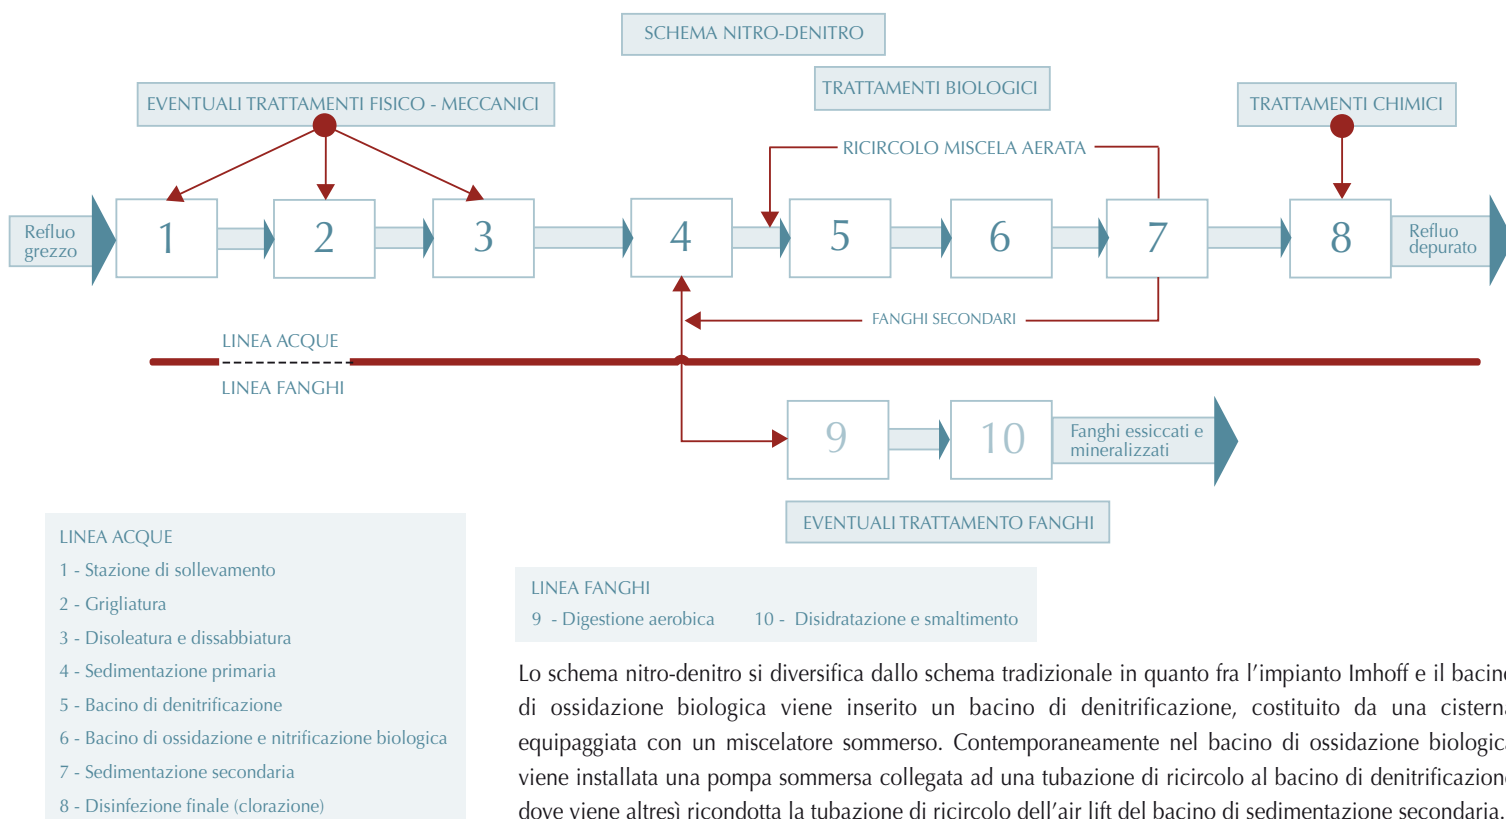 SCHEMA NITRO-DENITRO
TRATTAMENTI BIOLOGICI
EVENTUALI TRATTAMENTI FISICO - MECCANICI
TRATTAMENTI CHIMICI
RICIRCOLO MISCELA AERATA
Refluo
grezzo
1
2
3
4
5
6
7
8
Refluo
depurato
FANGHI SECONDARI
LINEA ACQUE
LINEA FANGHI
9
10
Fanghi essiccati e
mineralizzati
EVENTUALI TRATTAMENTO FANGHI
LINEA ACQUE
1 - Stazione di sollevamento
2 - Grigliatura
3 - Disoleatura e dissabbiatura
4 - Sedimentazione primaria
5 - Bacino di denitrificazione
6 - Bacino di ossidazione e nitrificazione biologica
7 - Sedimentazione secondaria
8 - Disinfezione finale (clorazione)
LINEA FANGHI
9 - Digestione aerobica 10 - Disidratazione e smaltimento
Lo schema nitro-denitro si diversifica dallo schema tradizionale in quanto fra l'impianto Imhoff e il bacino
di ossidazione biologica viene inserito un bacino di denitrificazione, costituito da una cisterna
equipaggiata con un miscelatore sommerso. Contemporaneamente nel bacino di ossidazione biologica
viene installata una pompa sommersa collegata ad una tubazione di ricircolo al bacino di denitrificazione
dove viene altresì ricondotta la tubazione di ricircolo dell'air lift del bacino di sedimentazione secondaria.